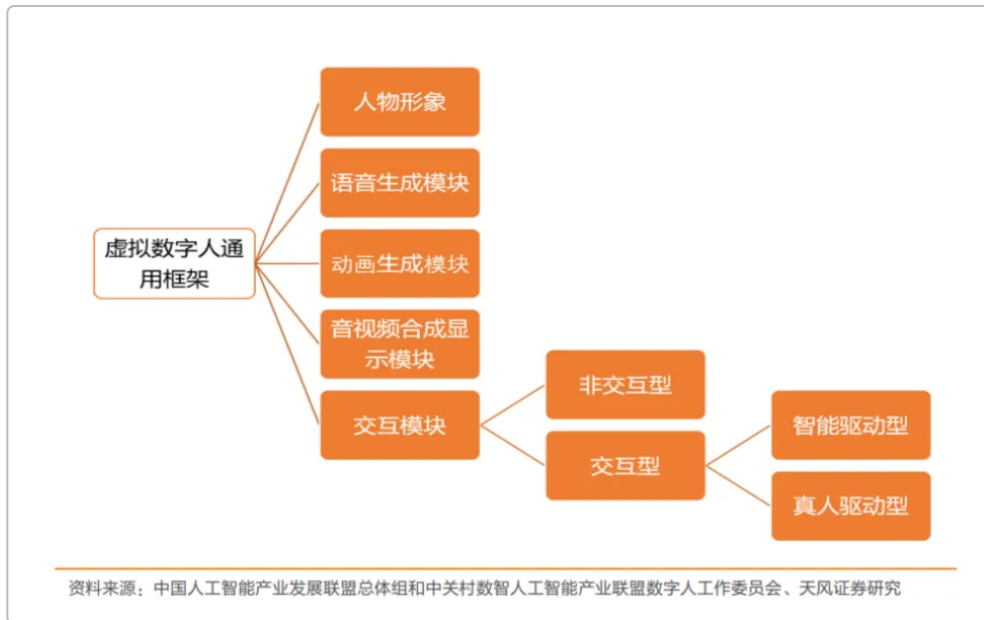 人物形象
语音生成模块
虚拟数字人通
用框架
动画生成模块
音视频合成显
示模块
交互模块
非交互型
交互型
智能驱动型
真人驱动型
资料来源：中国人工智能产业发展联盟总体组和中关村数智人工智能产业联盟数字人工作委员会、天风证券研究